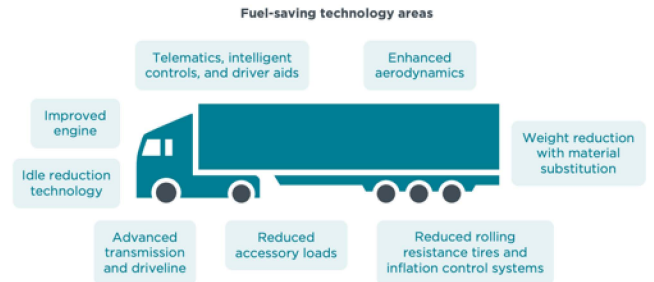 Fuel-saving technology areas
Telematics, intelligent
controls, and driver aids
Enhanced
aerodynamics
Improved
engine
Weight reduction
with material
substitution
Idle reduction
technology
Advanced
transmission
and driveline
Reduced
accessory loads
Reduced rolling
resistance tires and
inflation control systems